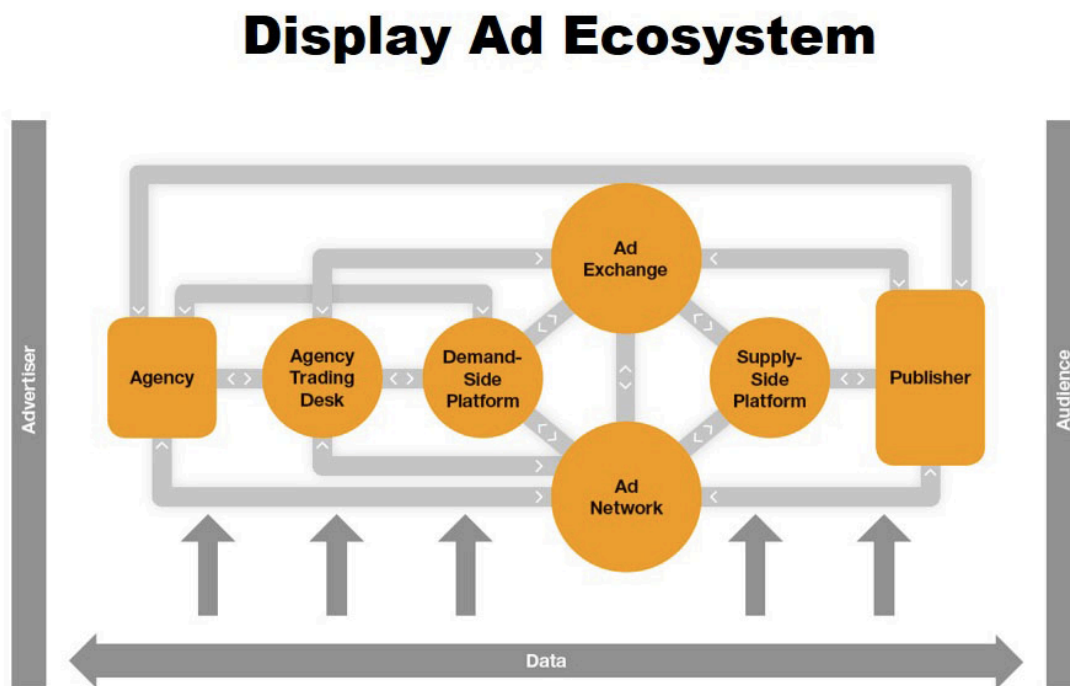 Display Ad Ecosystem
Advertiser
Agency
Agency
Trading
Desk
Demand-
Side
Platform
Ad
Exchange
Ad
Network
Supply-
Side
Platform
Publisher
Audience
Data